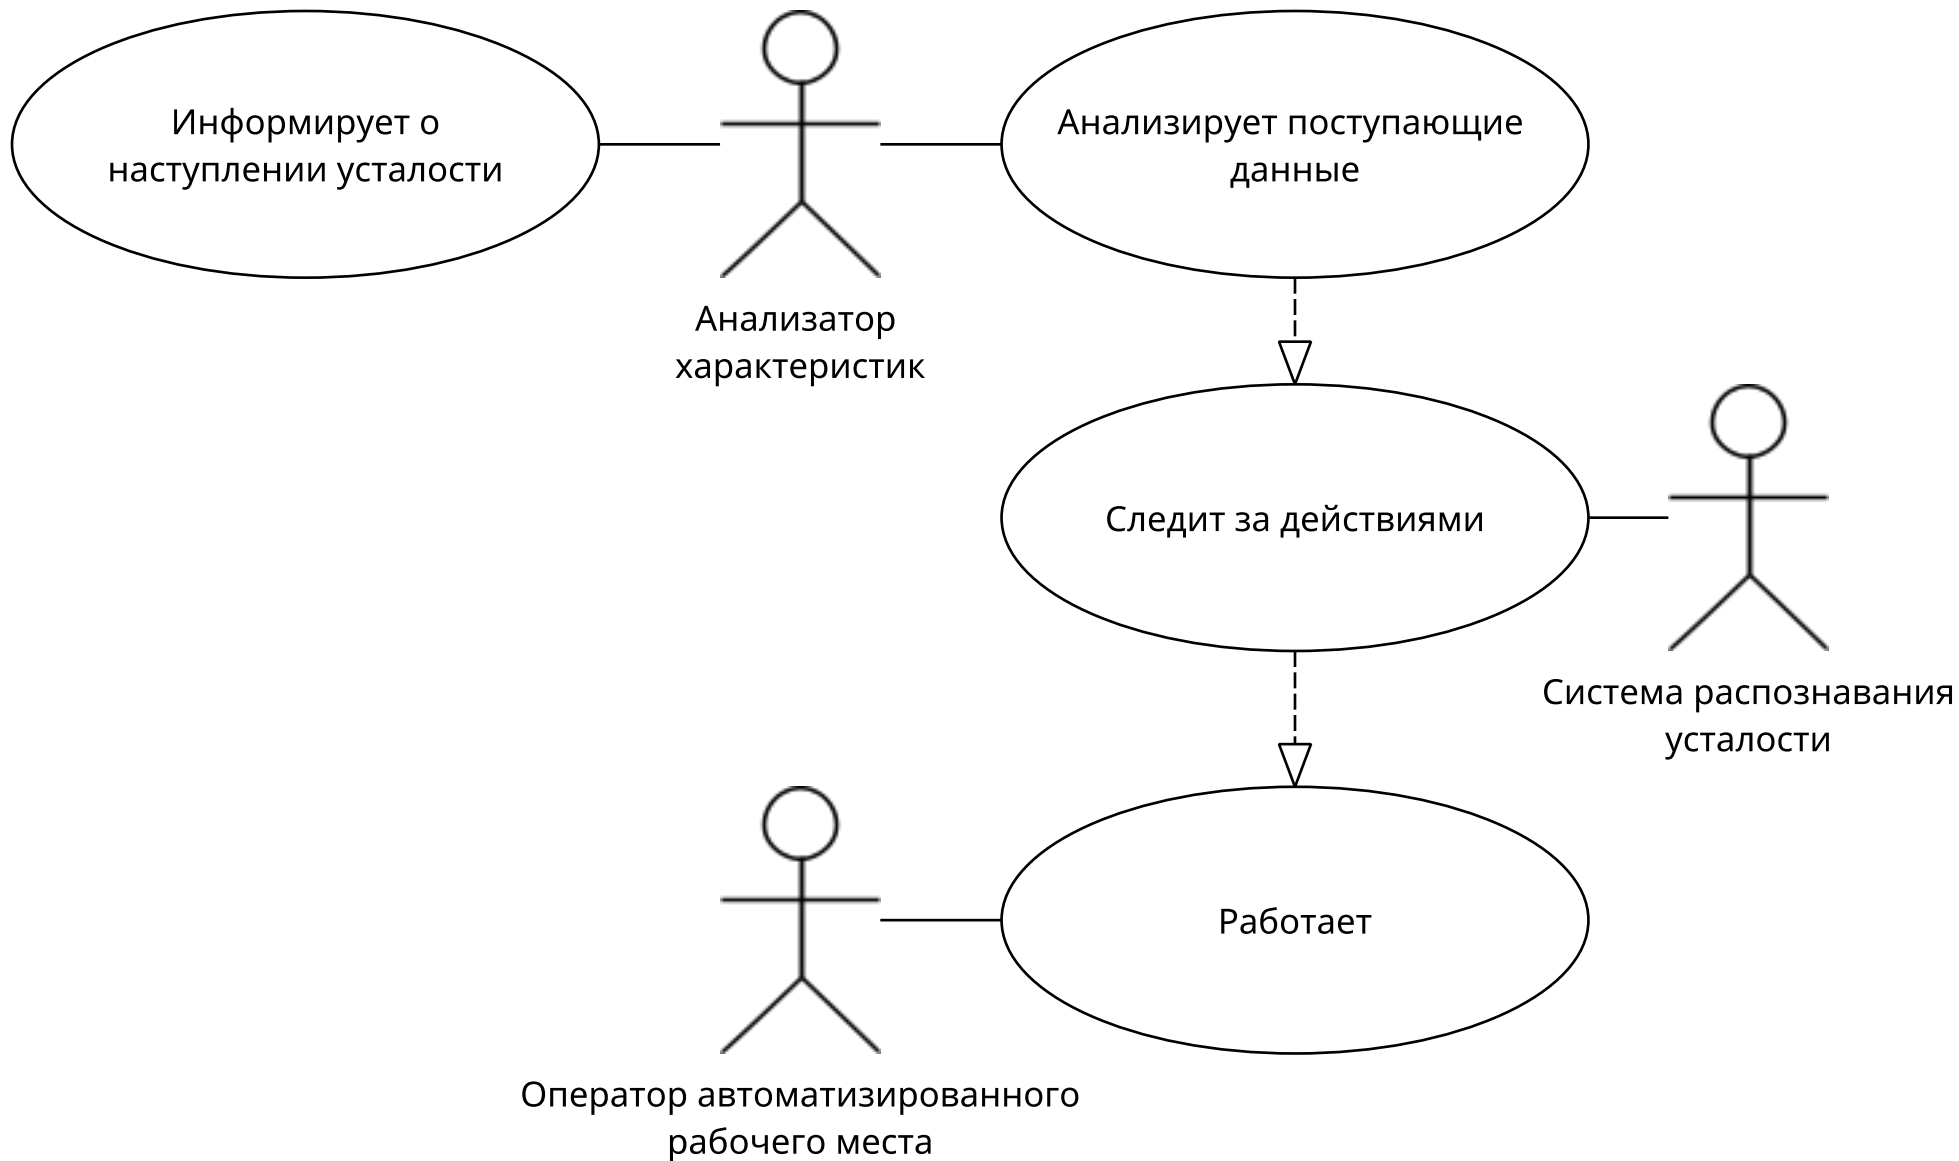 Информирует о
наступлении усталости
Анализирует поступающие
данные
Анализатор
характеристик
Следит за действиями
Система распознавания
усталости
Работает
Оператор автоматизированного
рабочего места